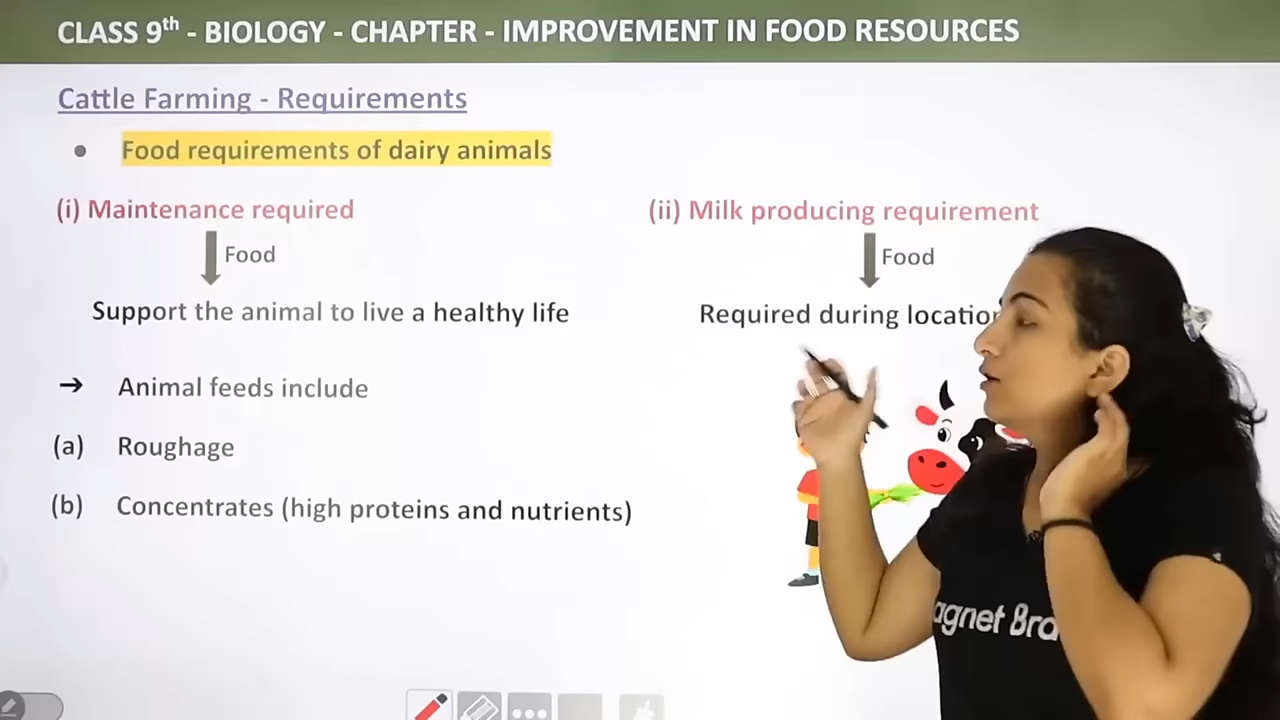 CLASS 9th - BIOLOGY - CHAPTER - IMPROVEMENT IN FOOD RESOURCES
Cattle Farming - Requirements
● Food requirements of dairy animals
(i) Maintenance required
Food
Support the animal to live a healthy life
(ii) Milk producing requirement
Food
Required during locatio
→ Animal feeds include
(a) Roughage
(b) Concentrates (high proteins and nutrients)
agnet Bra